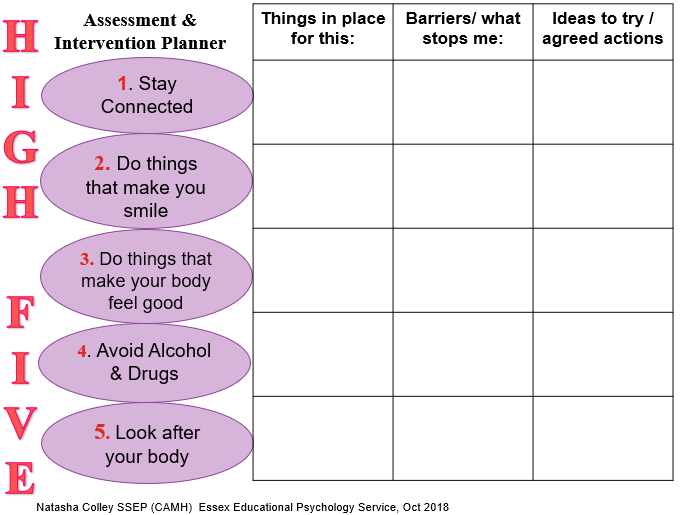 HIGH FIVE
Assessment &
Intervention Planner
Things in place
for this:
Barriers/ what
stops me:
Ideas to try /
agreed actions
1. Stay
Connected
2. Do things
that make you
smile
3. Do things that
make your body
feel good
4. Avoid Alcohol
& Drugs
5. Look after
your body
Natasha Colley SSEP (CAMH)  Essex Educational Psychology Service, Oct 2018